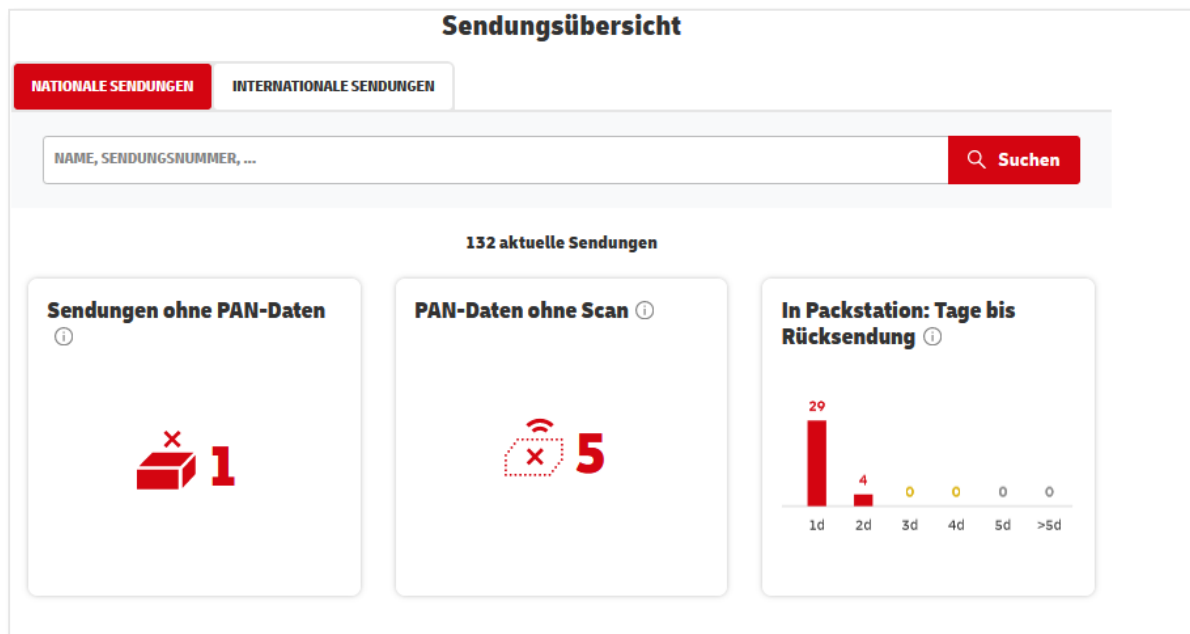 Sendungsübersicht
NATIONALE SENDUNGEN
INTERNATIONALE SENDUNGEN
NAME, SENDUNGSNUMMER, ...
Suchen
132 aktuelle Sendungen
Sendungen ohne PAN-Daten
1
PAN-Daten ohne Scan
5
In Packstation: Tage bis
Rücksendung
29
4
0
0
0
0
1d
2d
3d
4d
5d
>5d